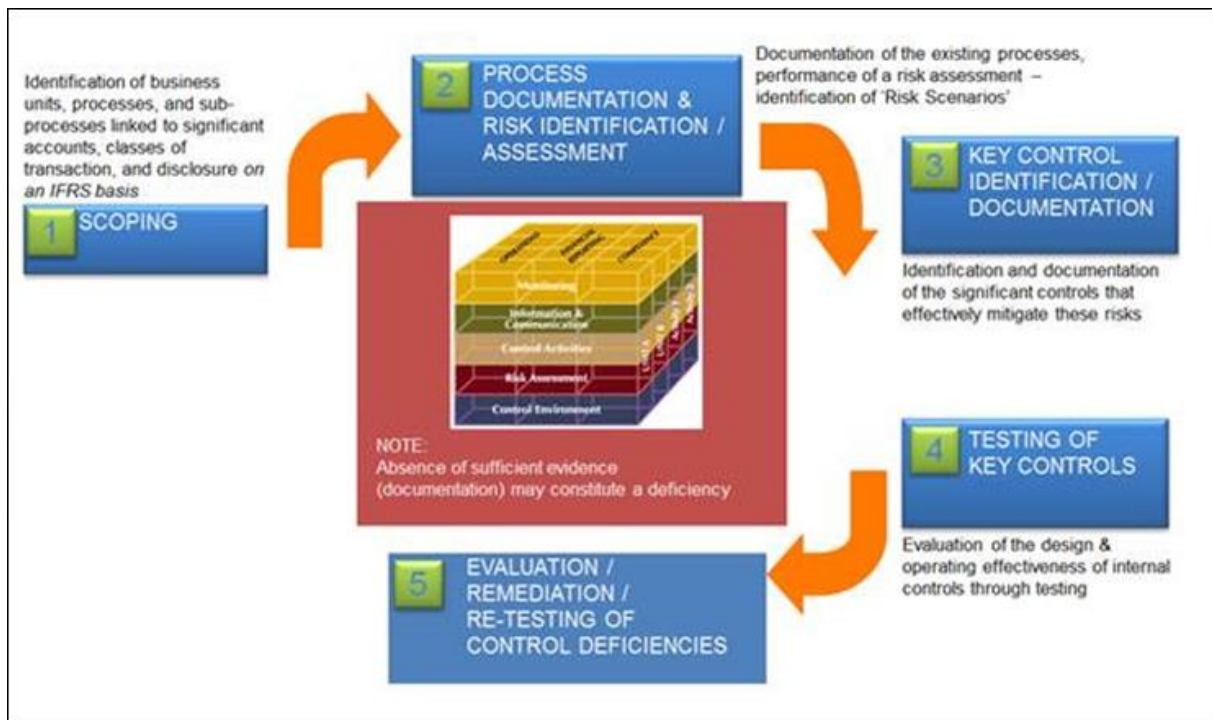 Identification of business
units, processes, and sub-
processes linked to significant
accounts, classes of
transaction, and disclosure on
an IFRS basis
1
SCOPING
2
PROCESS
DOCUMENTATION &
RISK IDENTIFICATION /
ASSESSMENT
Documentation of the existing processes,
performance of a risk assessment –
identification of 'Risk Scenarios'
3
KEY CONTROL
IDENTIFICATION /
DOCUMENTATION
Identification and documentation
of the significant controls that
effectively mitigate these risks
OPERATIONS
FINANCIAL
REPORTING
COMPLIANCE
Monitoring
Information &
Communication
Control Activities
Risk Assessment
Control Environment
NOTE:
Absence of sufficient evidence
(documentation) may constitute a deficiency
4
TESTING OF
KEY CONTROLS
Evaluation of the design &
operating effectiveness of internal
controls through testing
5
EVALUATION /
REMEDIATION /
RE-TESTING OF
CONTROL DEFICIENCIES